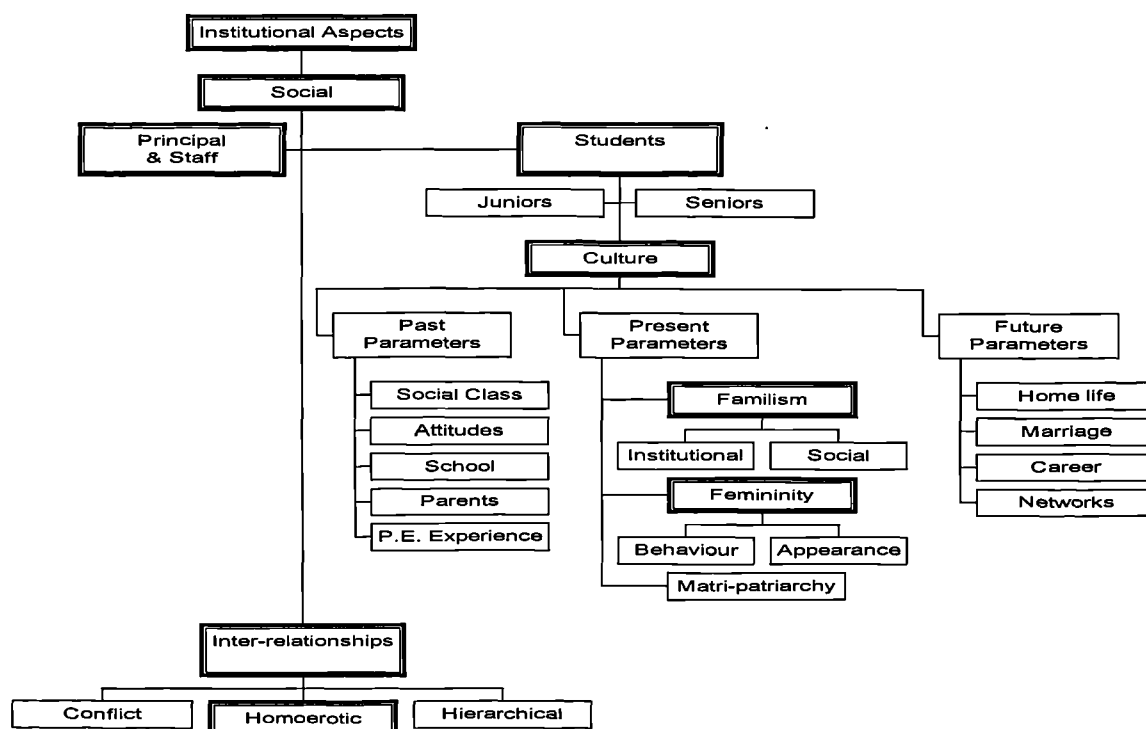 Institutional Aspects
Social
Principal
& Staff
Students
Juniors
Seniors
Culture
Past
Parameters
Present
Parameters
Future
Parameters
Social Class
Attitudes
School
Parents
P.E. Experience
Familism
Institutional
Social
Femininity
Behaviour
Appearance
Matri-patriarchy
Home life
Marriage
Career
Networks
Inter-relationships
Conflict
Homoerotic
Hierarchical